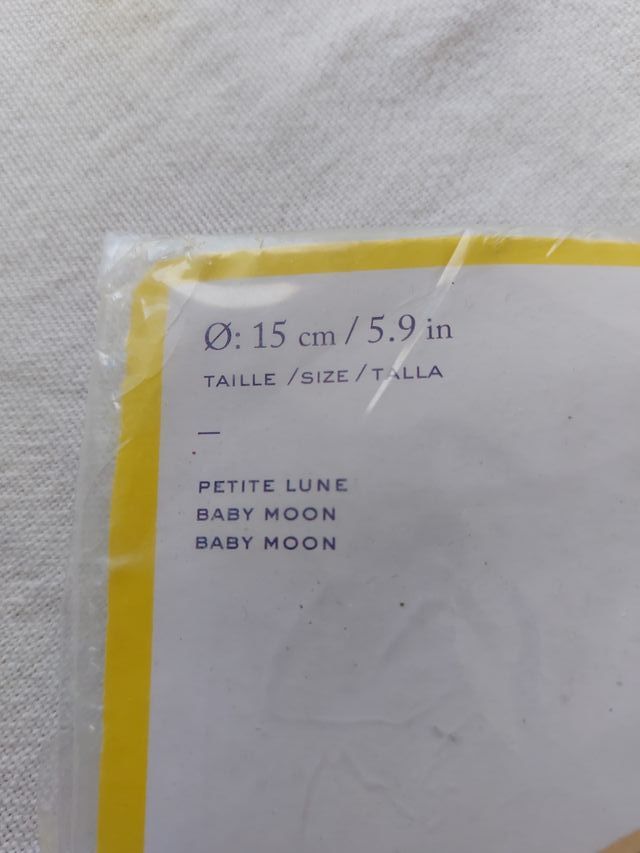 Ø: 15 cm / 5.9 in
TAILLE /SIZE / TALLA
—
PETITE LUNE
BABY MOON
BABY MOON